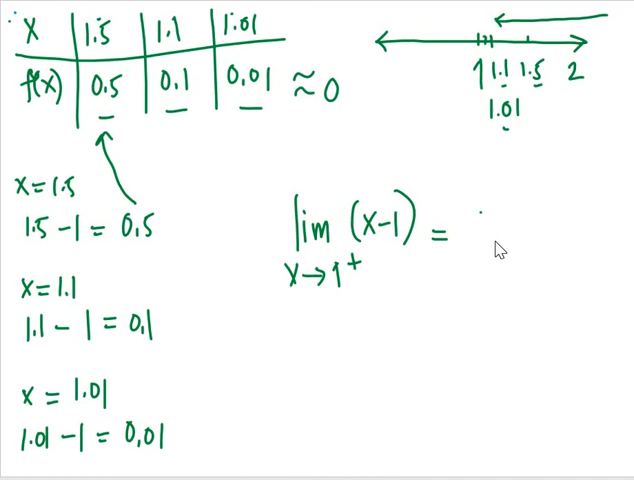 x 1.5 1.1 1.01
f(x) 0.5 0.1 0.01 ≈ 0
1 1.1 1.5 2
1.01
x = 1.5
1.5 - 1 = 0.5
x = 1.1
1.1 - 1 = 0.1
x = 1.01
1.01 - 1 = 0.01
lim (x-1) =
x → 1+